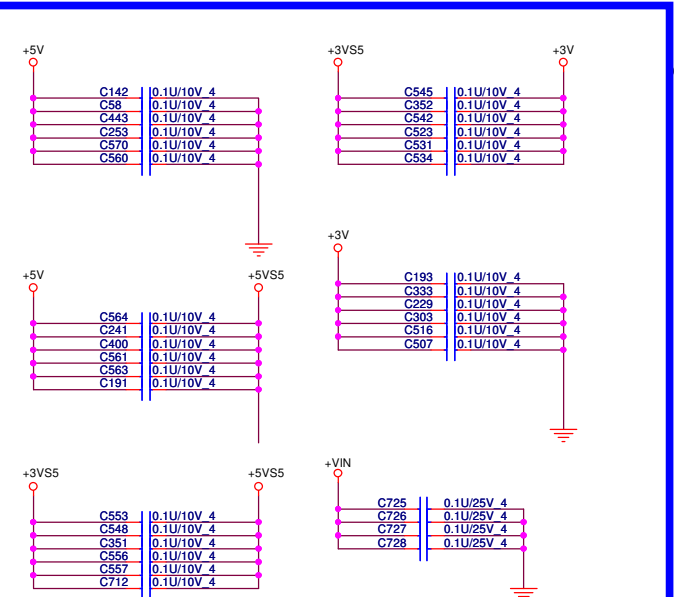 +5V
C142 0.1U/10V_4
C58 0.1U/10V_4
C443 0.1U/10V_4
C253 0.1U/10V_4
C570 0.1U/10V_4
C560 0.1U/10V_4
+3VS5 +3V
C545 0.1U/10V_4
C352 0.1U/10V_4
C542 0.1U/10V_4
C523 0.1U/10V_4
C531 0.1U/10V_4
C534 0.1U/10V_4
+5V +5VS5
C564 0.1U/10V_4
C241 0.1U/10V_4
C400 0.1U/10V_4
C561 0.1U/10V_4
C563 0.1U/10V_4
C191 0.1U/10V_4
+3V
C193 0.1U/10V_4
C333 0.1U/10V_4
C229 0.1U/10V_4
C303 0.1U/10V_4
C516 0.1U/10V_4
C507 0.1U/10V_4
+3VS5 +5VS5
C553 0.1U/10V_4
C548 0.1U/10V_4
C351 0.1U/10V_4
C556 0.1U/10V_4
C557 0.1U/10V_4
C712 0.1U/10V_4
+VIN
C725 0.1U/25V_4
C726 0.1U/25V_4
C727 0.1U/25V_4
C728 0.1U/25V_4